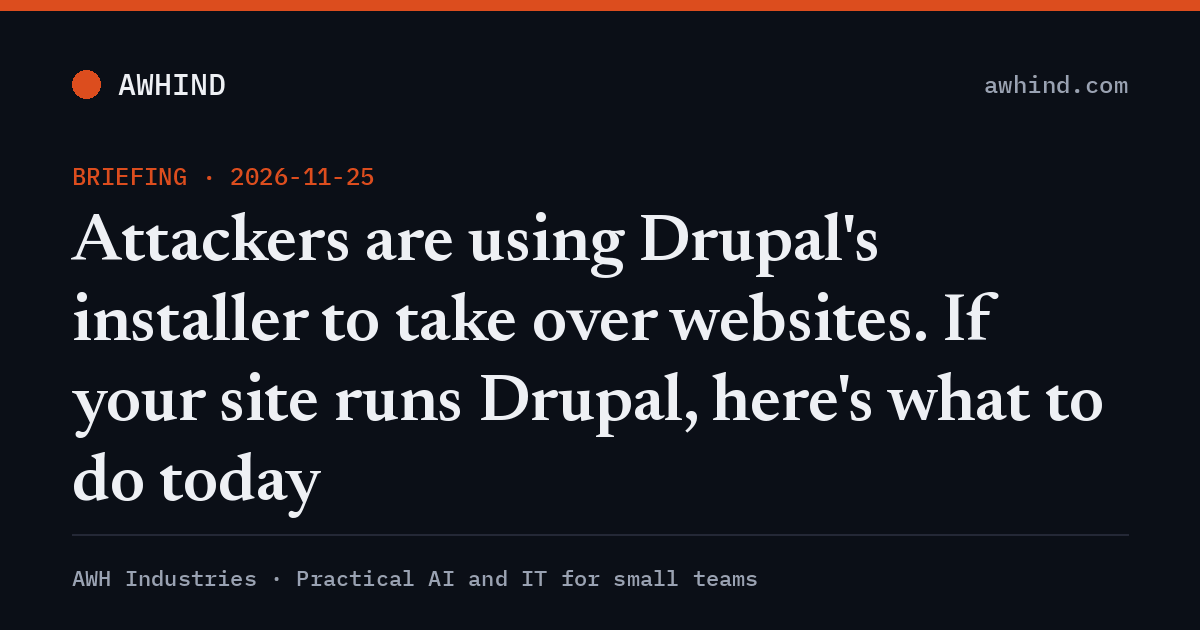 AWHIND
awhind.com
BRIEFING · 2026-11-25
Attackers are using Drupal's
installer to take over websites. If
your site runs Drupal, here's what to
do today
AWH Industries · Practical AI and IT for small teams